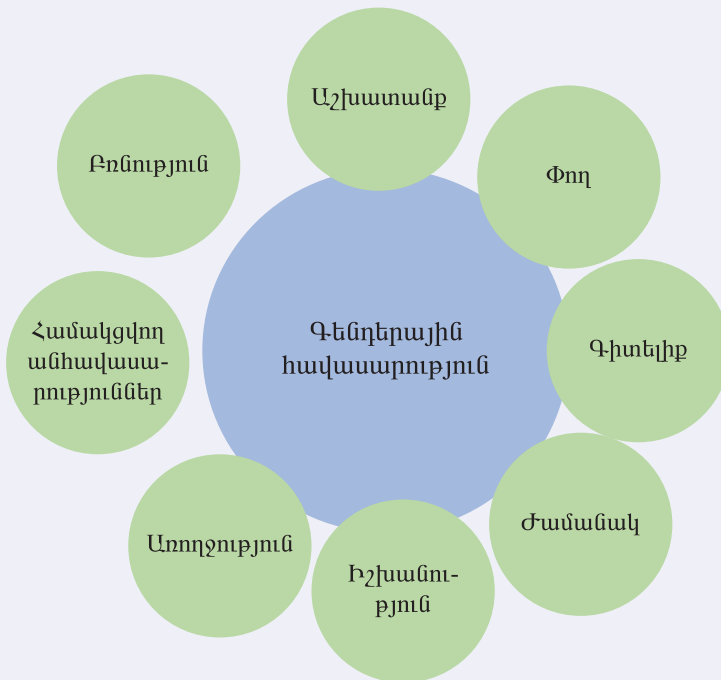 Աշխատանք
Փող
Գիտելիք
Ժամանակ
Իշխանու-
թյուն
Առողջություն
Համակցվող
անհավասա-
րություններ
Բռնություն
Գենդերային
հավասարություն